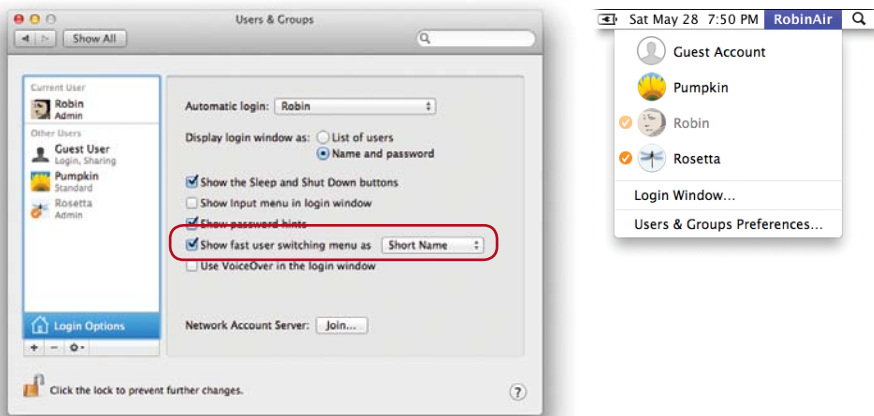 Users & Groups
Show All
Current User
Robin
Admin
Other Users
Guest User
Login, Sharing
Pumpkin
Standard
Rosetta
Admin
Login Options
Automatic login: Robin
Display login window as: List of users
Name and password
Show the Sleep and Shut Down buttons
Show Input menu in login window
Show password hints
Show fast user switching menu as Short Name
Use VoiceOver in the login window
Network Account Server: Join...
Click the lock to prevent further changes.
?
Sat May 28 7:50 PM RobinAir
Guest Account
Pumpkin
Robin
Rosetta
Login Window...
Users & Groups Preferences...